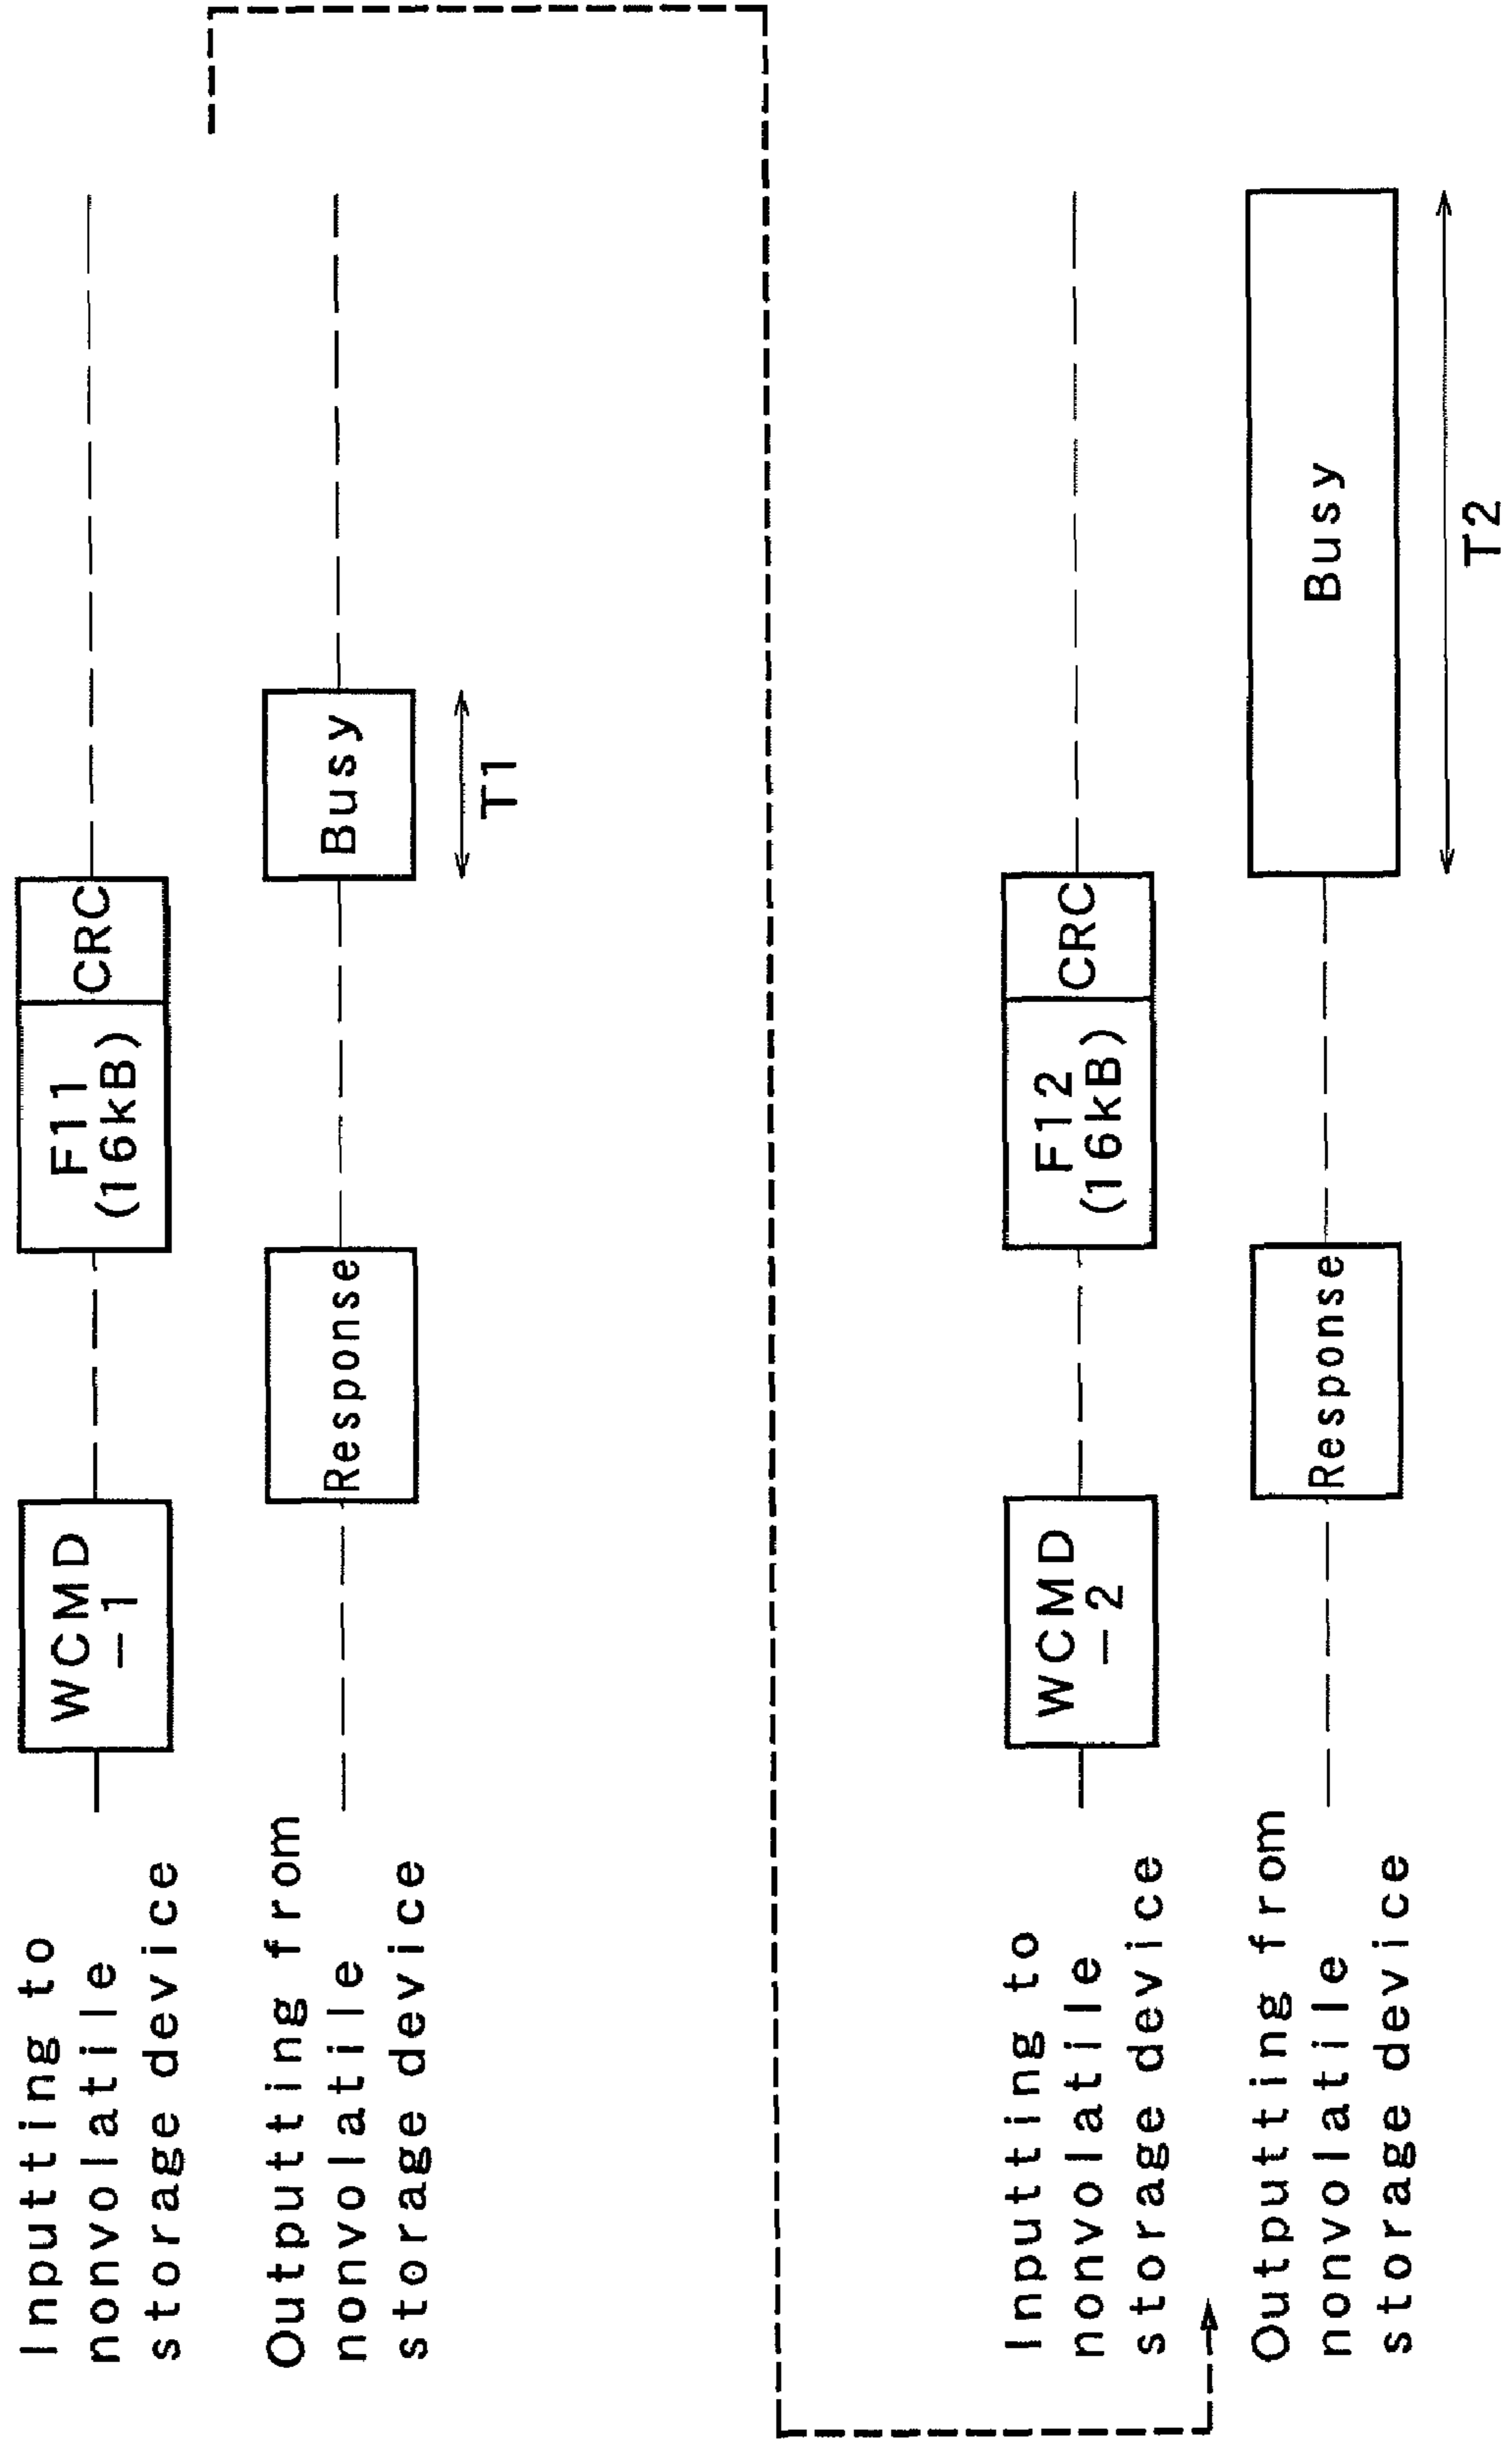 Inputting to
nonvolatile
storage device
WCMD
-1
F11
(16kB)
CRC
Outputting from
nonvolatile
storage device
Response
Busy
T1
Inputting to
nonvolatile
storage device
WCMD
-2
F12
(16kB)
CRC
Outputting from
nonvolatile
storage device
Response
Busy
T2